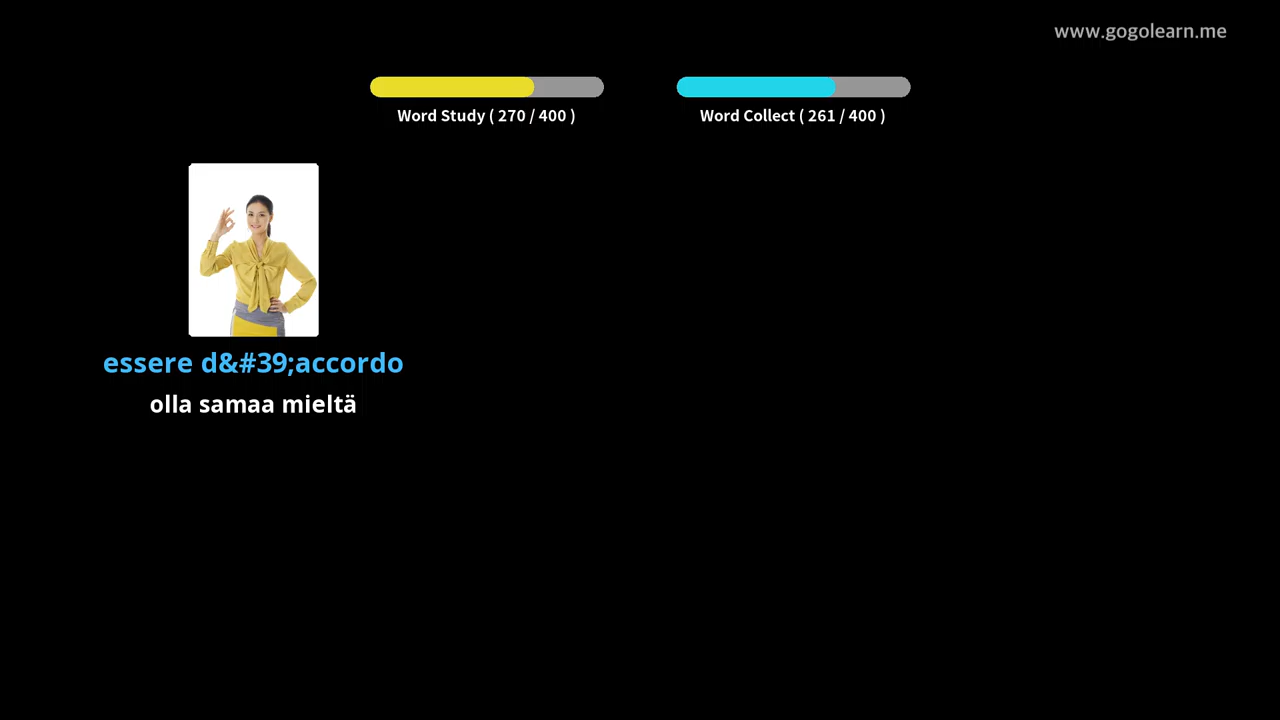 www.gogolearn.me
Word Study ( 270 / 400 )
Word Collect ( 261 / 400 )
essere d&#39;accordo
olla samaa mieltä